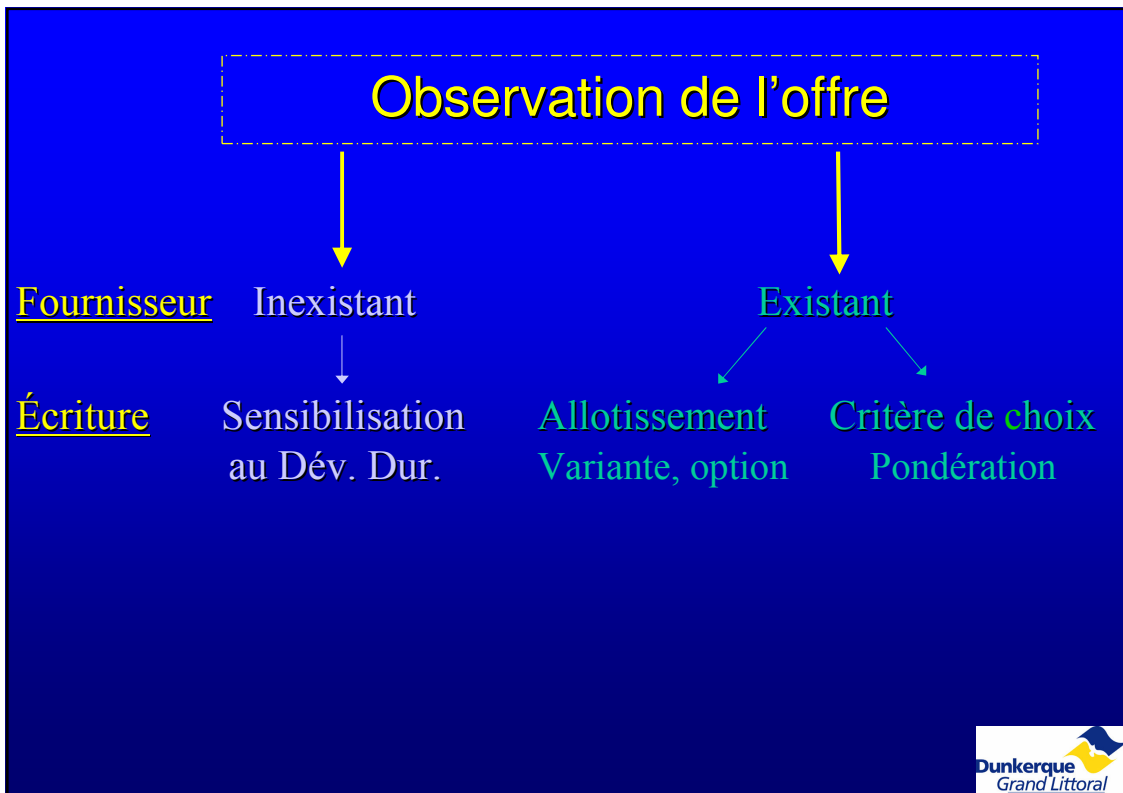 Observation de l'offre
Fournisseur Inexistant Existant
Écriture Sensibilisation Allotissement Critère de choix
au Dév. Dur. Variante, option Pondération
Dunkerque
Grand Littoral